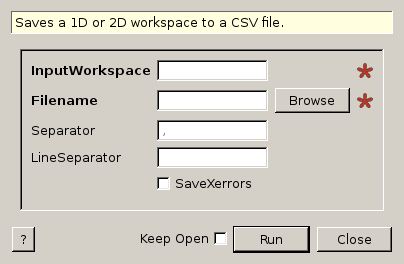 Saves a 1D or 2D workspace to a CSV file.
InputWorkspace
Filename Browse
Separator ,
LineSeparator
SaveXerrors
? Keep Open Run Close